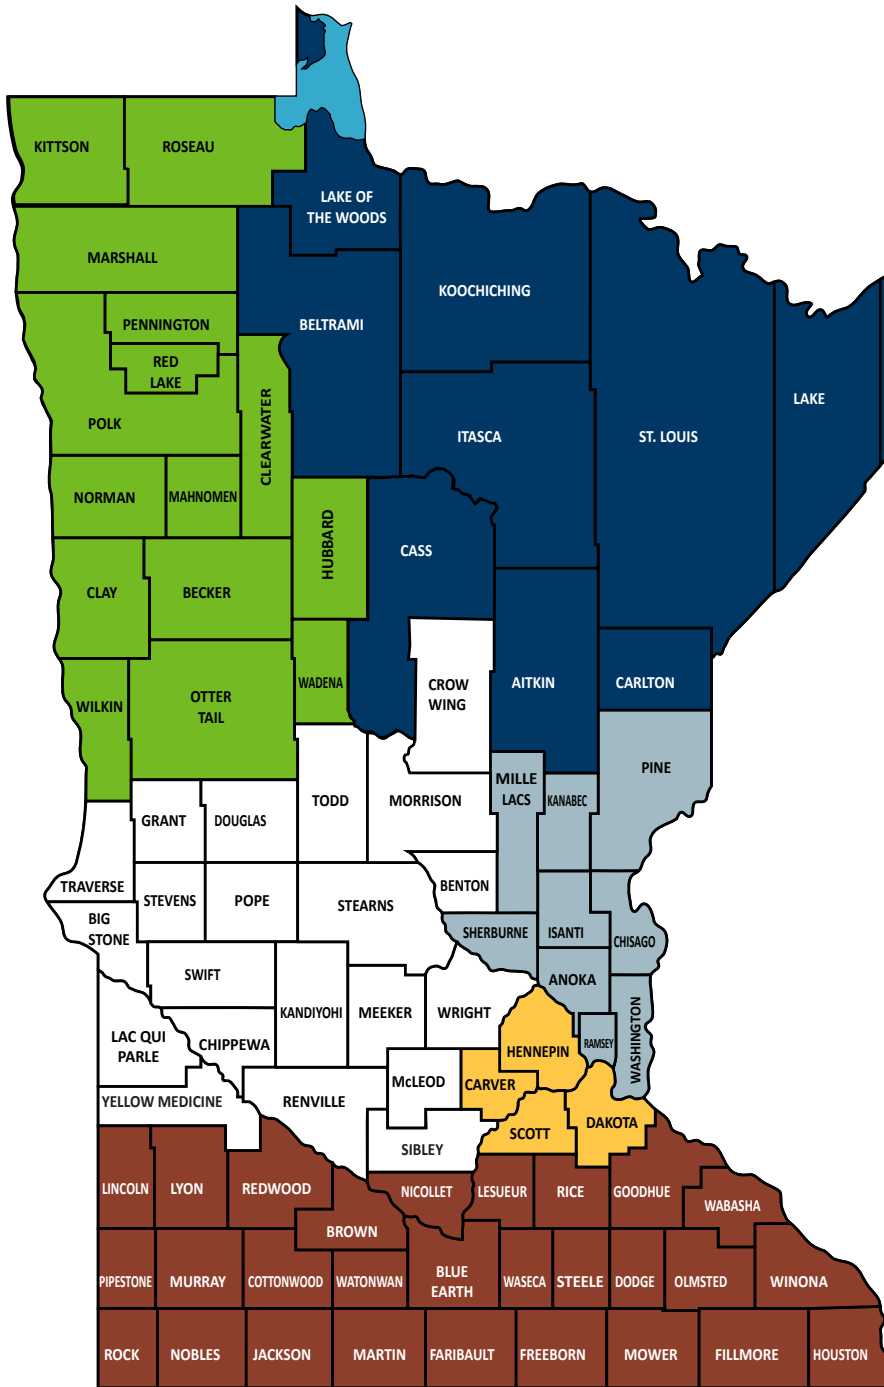 KITTSON
ROSEAU
LAKE OF
THE WOODS
MARSHALL
KOOCHICHING
PENNINGTON
BELTRAMI
RED
LAKE
LAKE
POLK
CLEARWATER
ITASCA
ST. LOUIS
NORMAN
MAHNOMEN
HUBBARD
CASS
CLAY
BECKER
WADENA
CROW
WING
AITKIN
CARLTON
OTTER
TAIL
WILKIN
PINE
MILLE
LACS
KANABEC
TODD
MORRISON
GRANT
DOUGLAS
TRAVERSE
STEVENS
POPE
STEARNS
BENTON
BIG
STONE
SHERBURNE
ISANTI
CHISAGO
SWIFT
ANOKA
KANDIYOHI
MEEKER
WRIGHT
WASHINGTON
LAC QUI
PARLE
CHIPPEWA
HENNEPIN
RAMSEY
McLEOD
CARVER
YELLOW MEDICINE
RENVILLE
SCOTT
DAKOTA
SIBLEY
LINCOLN
LYON
REDWOOD
NICOLLET
LESUEUR
RICE
GOODHUE
WABASHA
BROWN
PIPESTONE
MURRAY
COTTONWOOD
WATONWAN
BLUE
EARTH
WASECA
STEELE
DODGE
OLMSTED
WINONA
ROCK
NOBLES
JACKSON
MARTIN
FARIBAULT
FREEBORN
MOWER
FILLMORE
HOUSTON